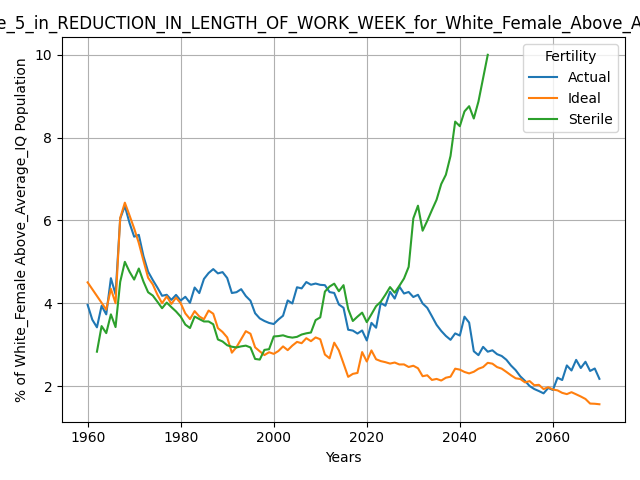 e_5_in_REDUCTION_IN_LENGTH_OF_WORK_WEEK_for_White_Female_Above_A
% of White_Female Above_Average_IQ Population
10
8
6
4
2
1960 1980 2000 2020 2040 2060
Years
Fertility
Actual
Ideal
Sterile